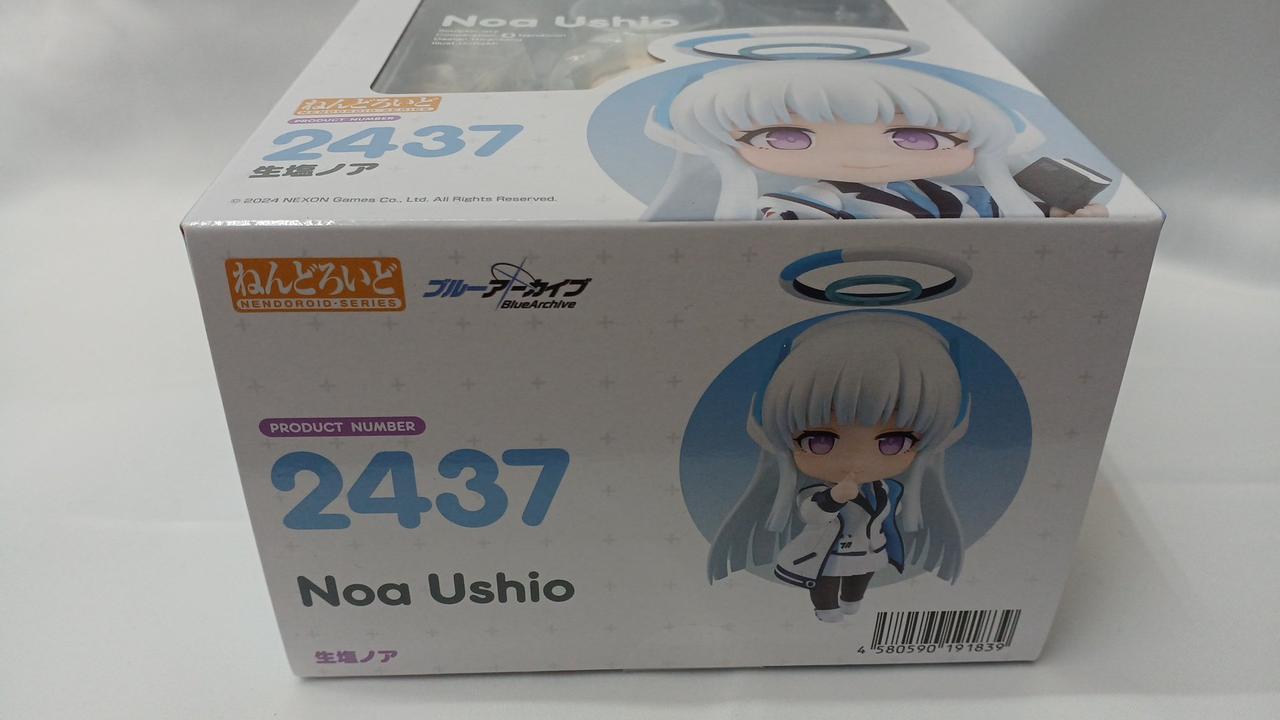 Noa Ushio
ねんどろいど
NENDOROID・SERIES
PRODUCT NUMBER
2437
生塩ノア
© 2024 NEXON Games Co., Ltd. All Rights Reserved.
ねんどろいど
NENDOROID・SERIES
ブルーアーカイブ
BlueArchive
PRODUCT NUMBER
2437
Noa Ushio
生塩ノア
4 580590 191839